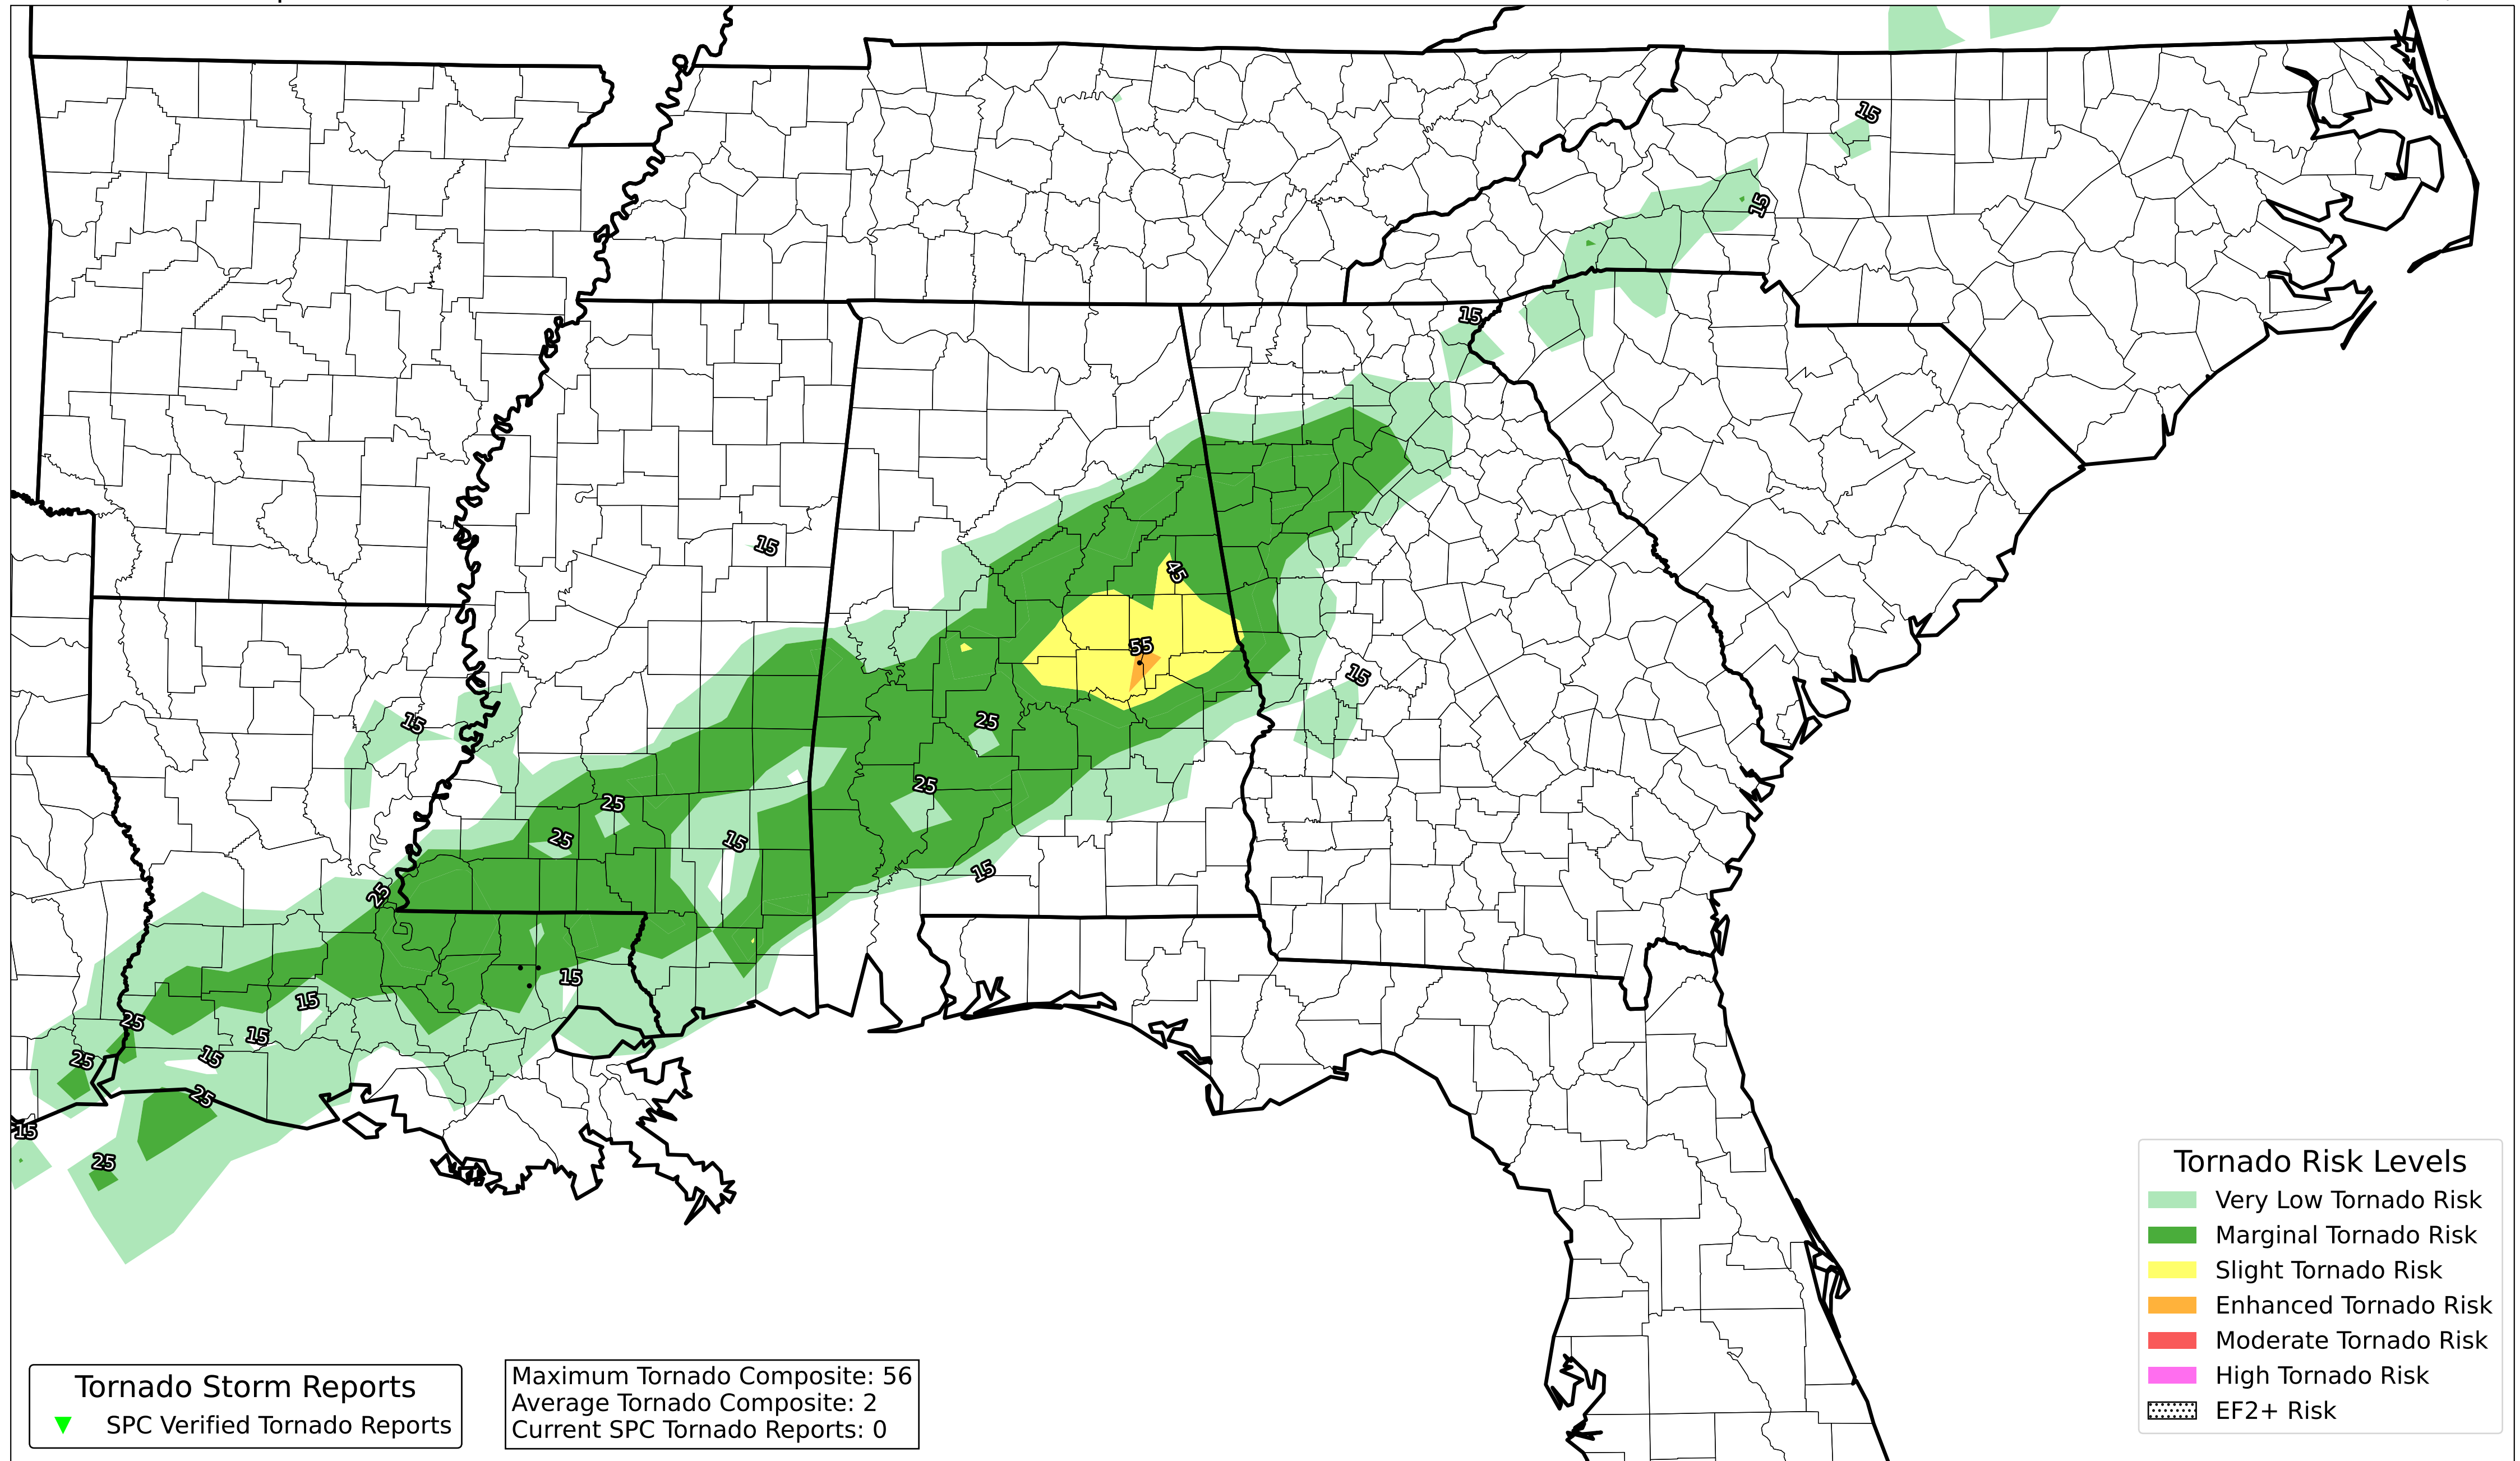 15
15
15
15
45
55
15
15
25
25
25
25
15
15
25
15
15
25
15
25
15
25
15
25
Tornado Risk Levels
Very Low Tornado Risk
Marginal Tornado Risk
Slight Tornado Risk
Enhanced Tornado Risk
Moderate Tornado Risk
High Tornado Risk
EF2+ Risk
Tornado Storm Reports
SPC Verified Tornado Reports
Maximum Tornado Composite: 56
Average Tornado Composite: 2
Current SPC Tornado Reports: 0